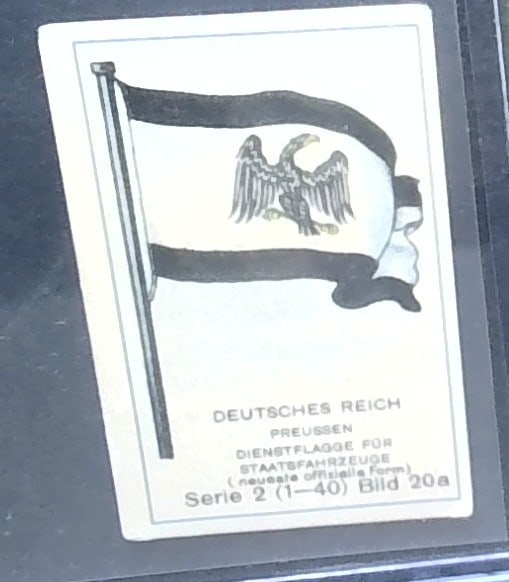 DEUTSCHES REICH
PREUSSEN
DIENSTFLAGGE FÜR
STAATSFAHRZEUGE
(neueste offizielle Form)
Serie 2 (1—40) Bild 20a